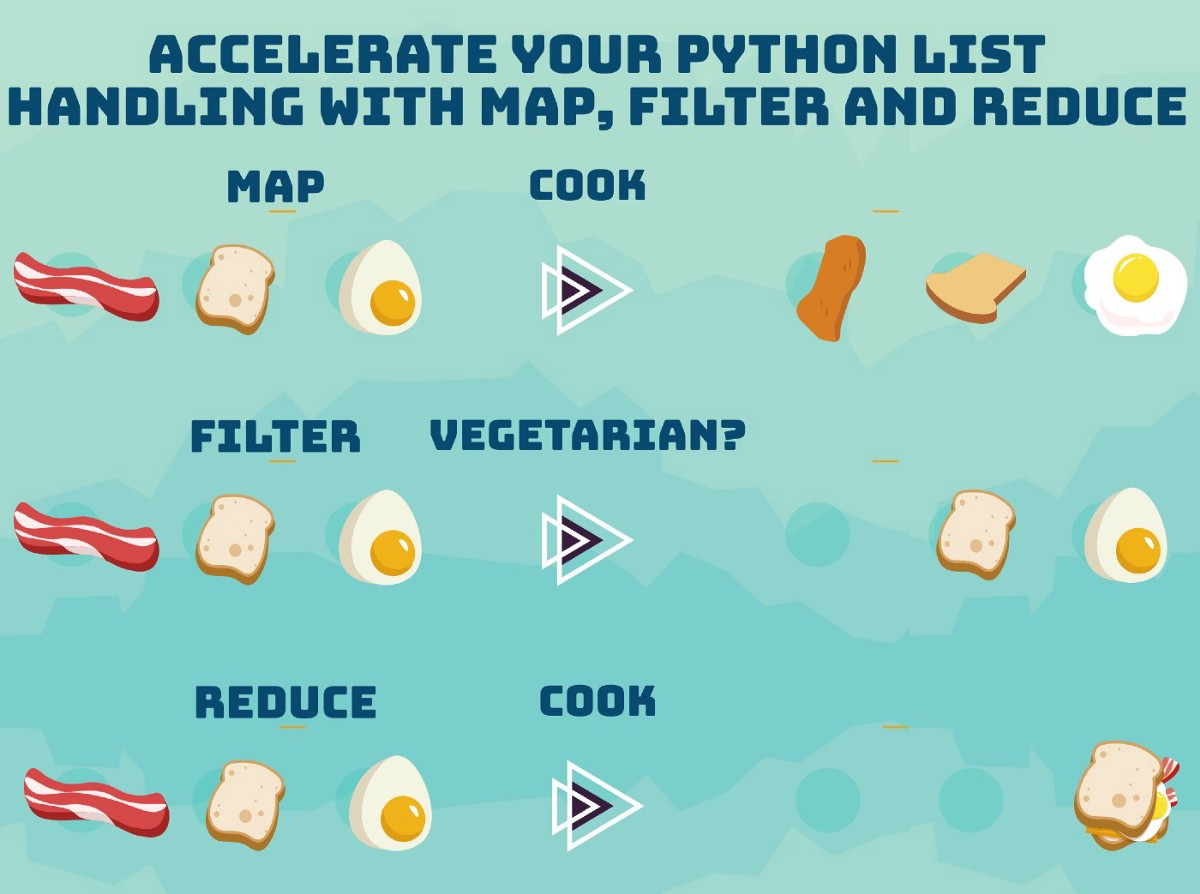 ACCELERATE YOUR PYTHON LIST
HANDLING WITH MAP, FILTER AND REDUCE
MAP COOK
FILTER VEGETARIAN?
REDUCE COOK